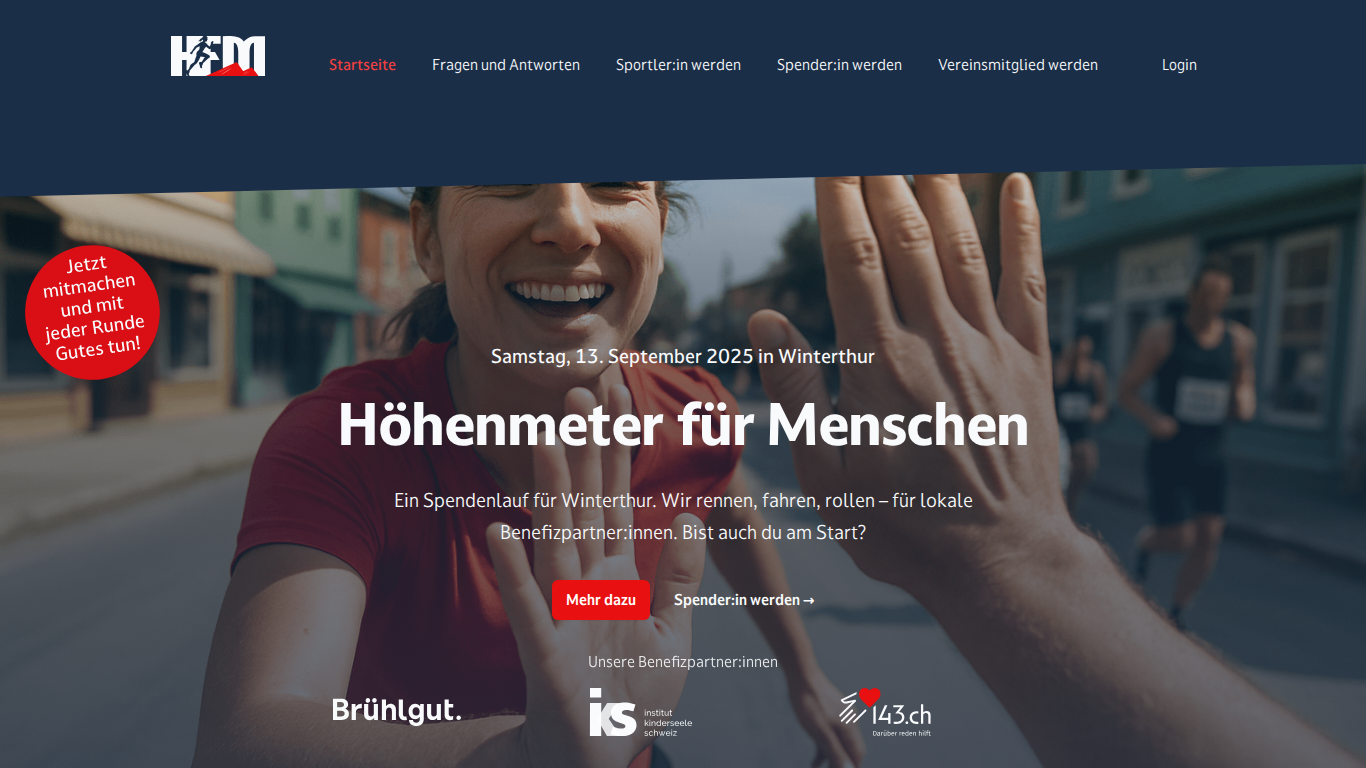 HFM
Startseite
Fragen und Antworten
Sportler:in werden
Spender:in werden
Vereinsmitglied werden
Login
Jetzt
mitmachen
und mit
jeder Runde
Gutes tun!
Samstag, 13. September 2025 in Winterthur
Höhenmeter für Menschen
Ein Spendenlauf für Winterthur. Wir rennen, fahren, rollen – für lokale
Benefizpartner:innen. Bist auch du am Start?
Mehr dazu
Spender:in werden →
Unsere Benefizpartner:innen
Brühlgut.
iks
institut
kinderseele
schweiz
143.ch
Darüber reden hilft